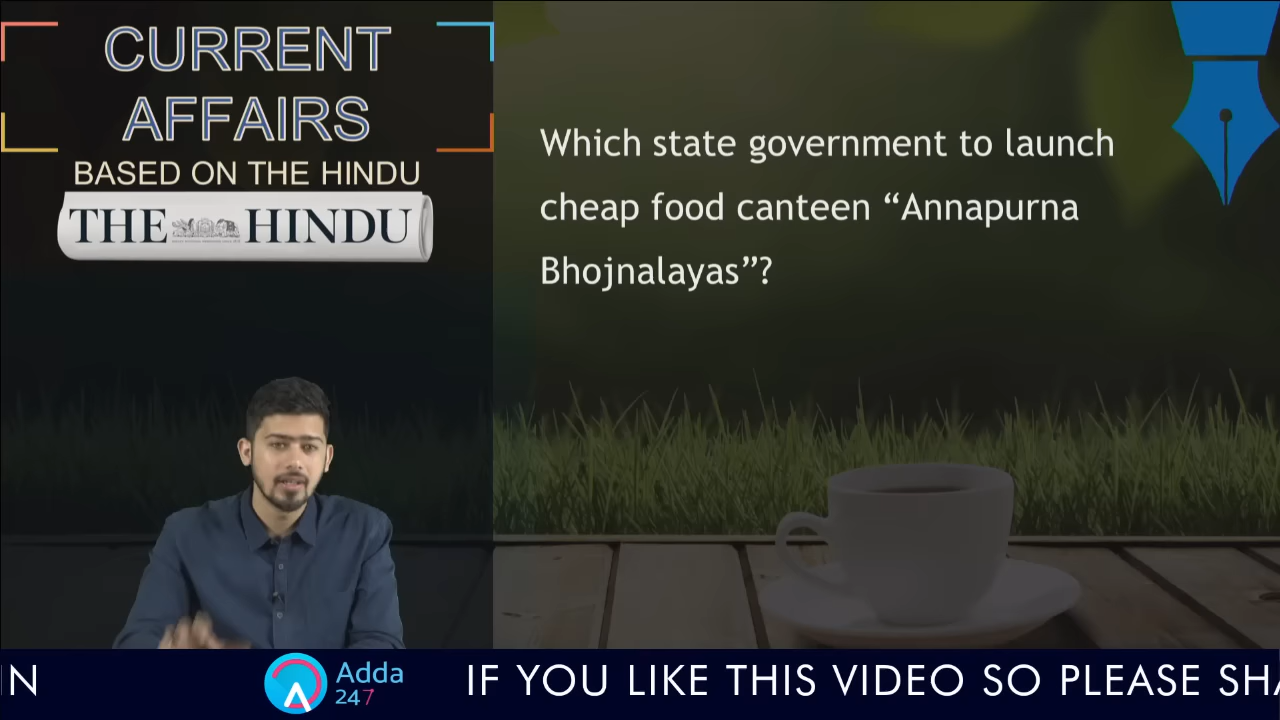 CURRENT
AFFAIRS
BASED ON THE HINDU
THE HINDU
Which state government to launch
cheap food canteen “Annapurna
Bhojnalayas”?
IN
Adda
247
IF YOU LIKE THIS VIDEO SO PLEASE SHA